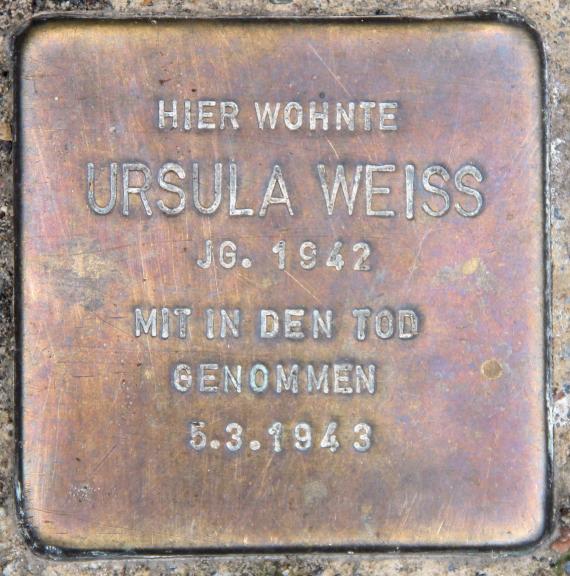 HIER WOHNTE
URSULA WEISS
JG. 1942
MIT IN DEN TOD
GENOMMEN
5.3.1943